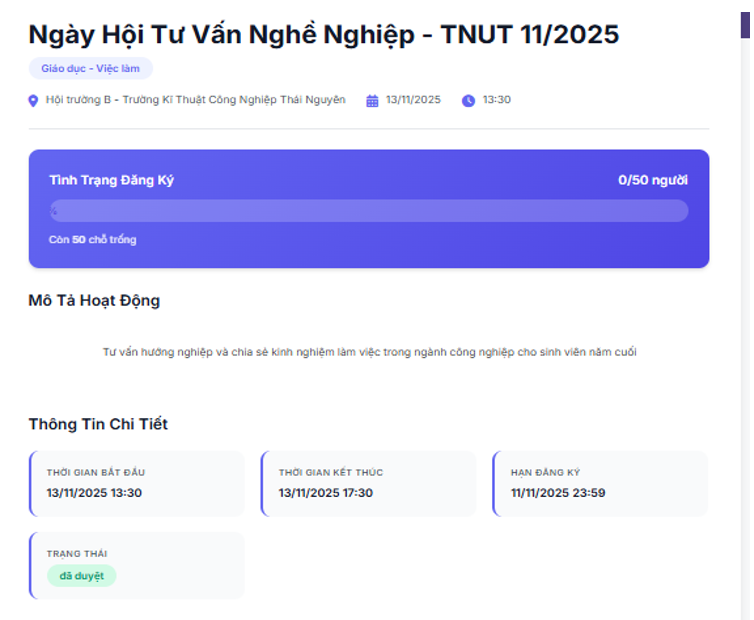 Ngày Hội Tư Vấn Nghề Nghiệp - TNUT 11/2025
Giáo dục - Việc làm
Hội trường B - Trường Kĩ Thuật Công Nghiệp Thái Nguyên 13/11/2025 13:30
Tình Trạng Đăng Ký 0/50 người
Còn 50 chỗ trống
Mô Tả Hoạt Động
Tư vấn hướng nghiệp và chia sẻ kinh nghiệm làm việc trong ngành công nghiệp cho sinh viên năm cuối
Thông Tin Chi Tiết
THỜI GIAN BẮT ĐẦU
13/11/2025 13:30
THỜI GIAN KẾT THÚC
13/11/2025 17:30
HẠN ĐĂNG KÝ
11/11/2025 23:59
TRẠNG THÁI
đã duyệt